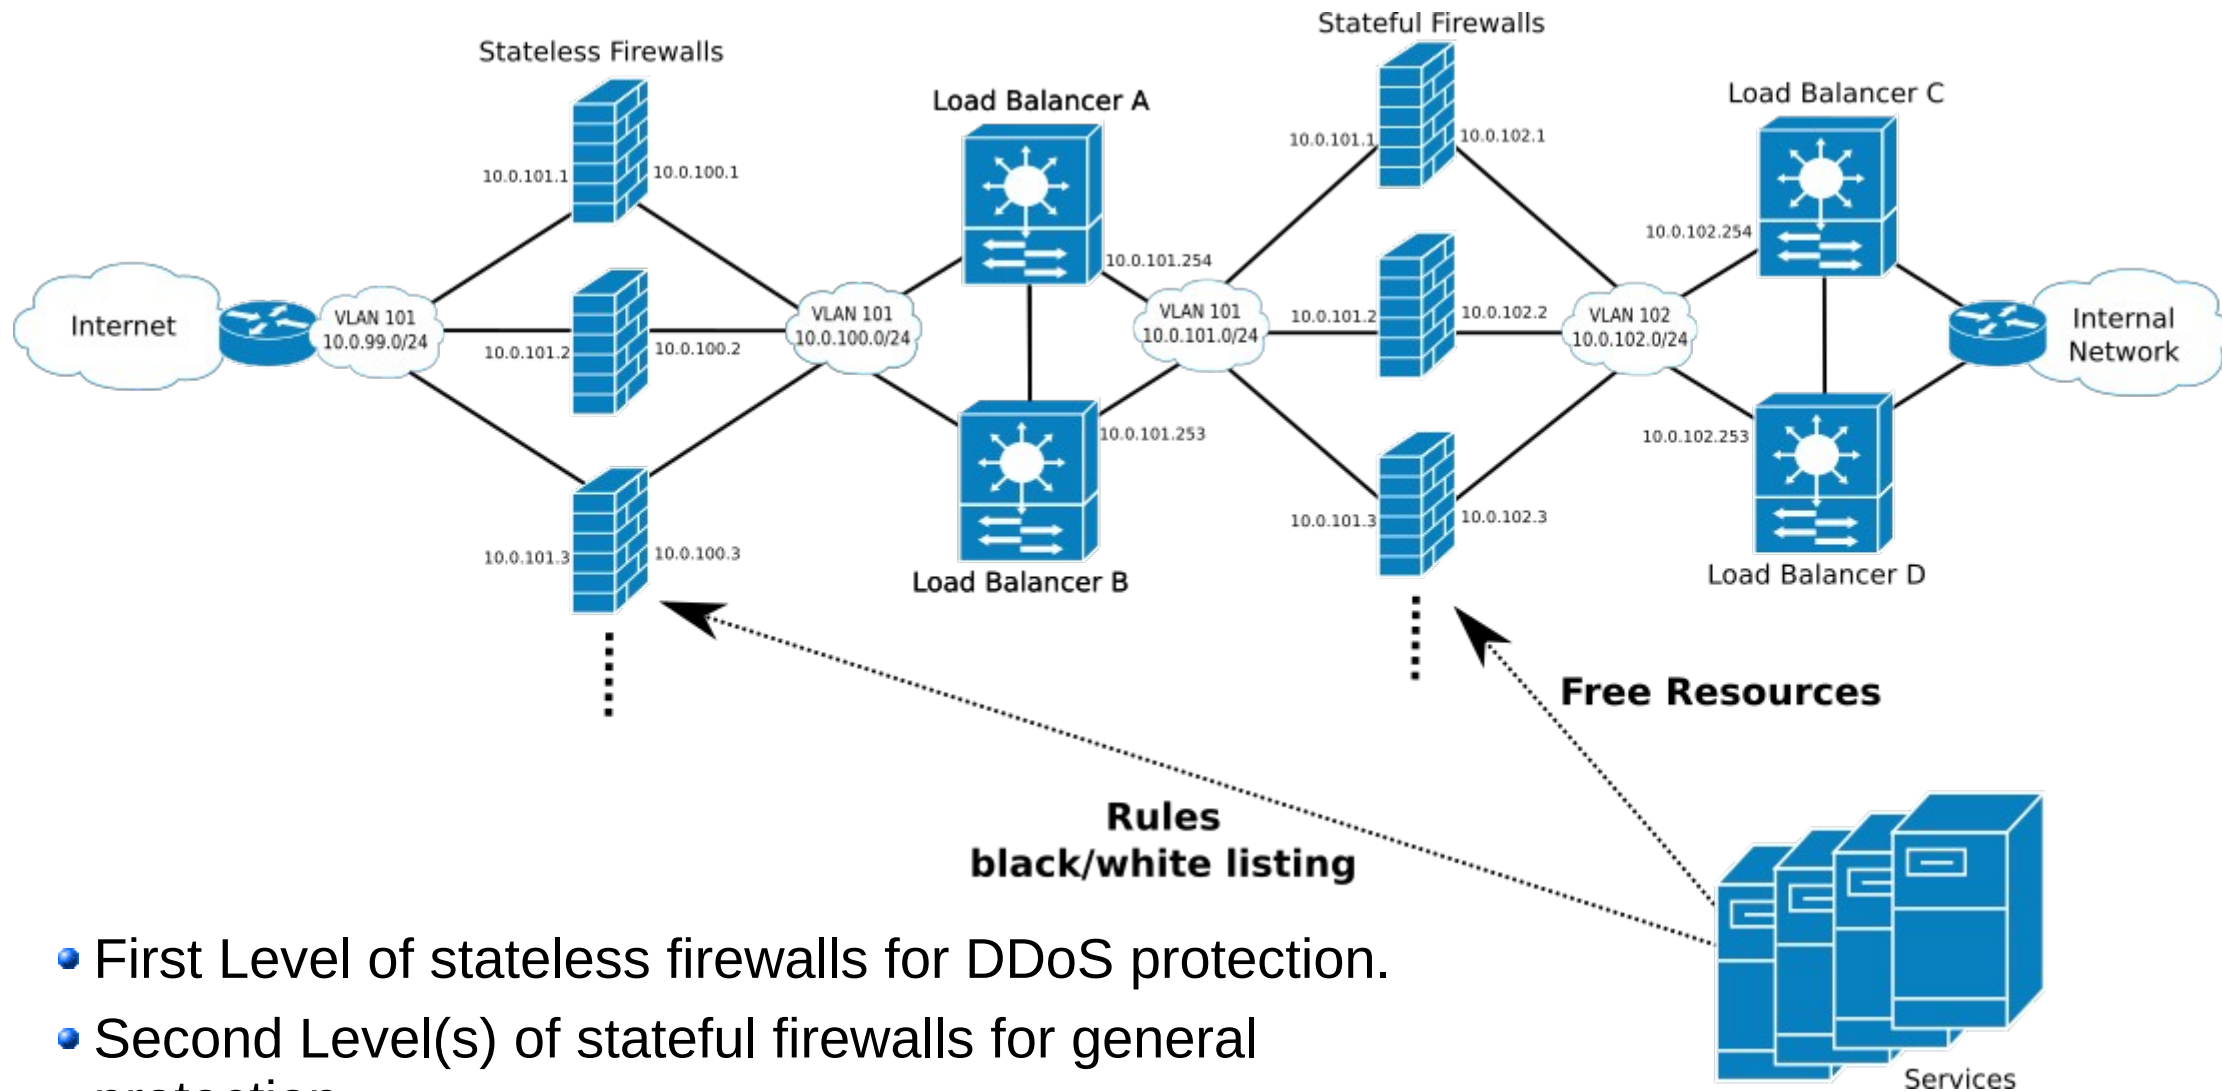 Stateful Firewalls
Stateless Firewalls
Load Balancer A
Load Balancer C
10.0.101.1
10.0.102.1
10.0.101.1
10.0.100.1
10.0.102.254
10.0.101.254
Internet
VLAN 101
10.0.99.0/24
VLAN 101
10.0.100.0/24
VLAN 101
10.0.101.0/24
VLAN 102
10.0.102.0/24
Internal
Network
10.0.101.2
10.0.102.2
10.0.101.2
10.0.100.2
10.0.101.253
10.0.102.253
10.0.101.3
10.0.102.3
10.0.101.3
10.0.100.3
Load Balancer B
Load Balancer D
Free Resources
Rules
black/white listing
First Level of stateless firewalls for DDoS protection.
Second Level(s) of stateful firewalls for general
Services